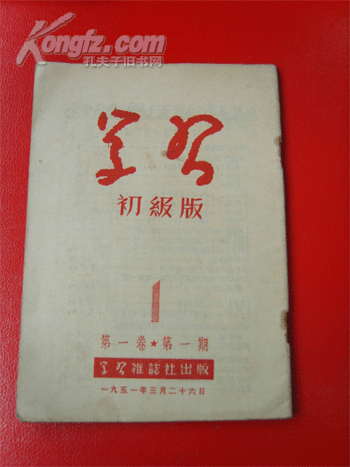 Kongfz.com
孔夫子旧书网
学习
初級版
1
第一卷★第一期
学习雜誌社出版
一九五一年三月二十六日